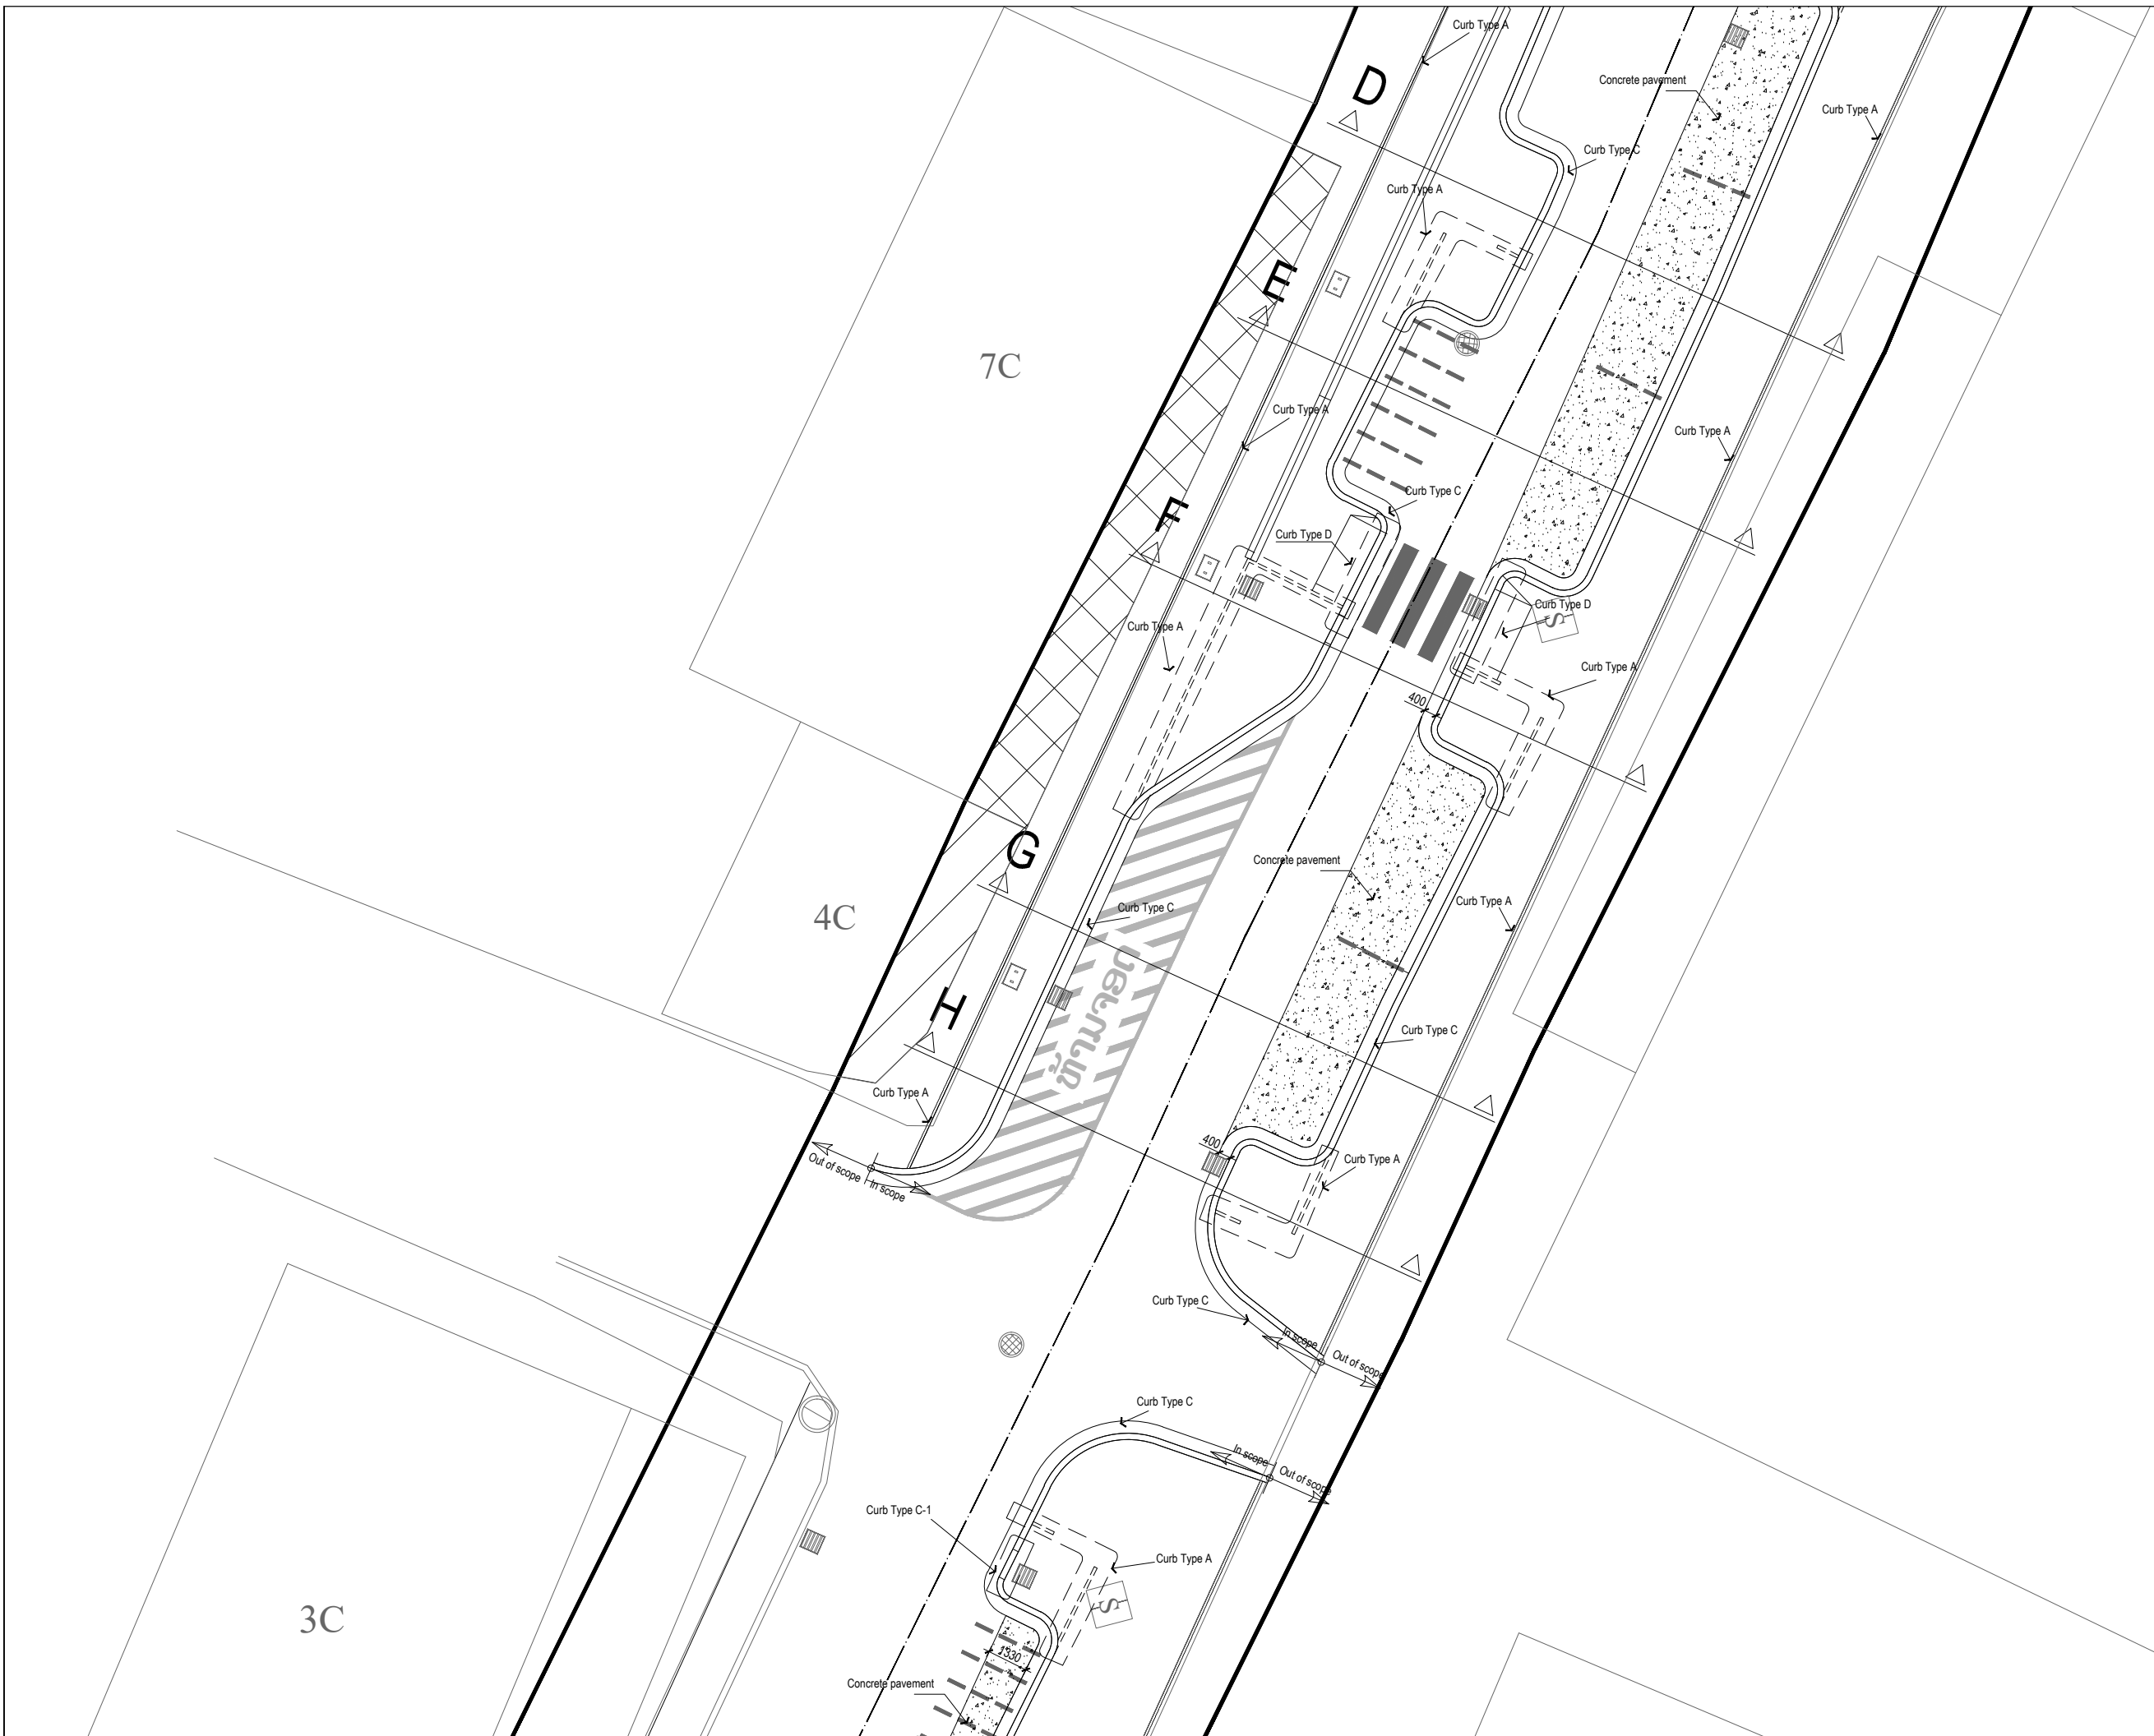 Curb Type A
D
Concrete pavement
Curb Type A
Curb Type C
Curb Type A
E
7C
Curb Type A
Curb Type A
Curb Type C
F
Curb Type D
Curb Type D
S
Curb Type A
Curb Type A
400
G
Concrete pavement
4C
Curb Type C
Curb Type A
H
Curb Type C
Curb Type A
400
Curb Type A
Out of scope
In scope
Curb Type C
In scope
Out of scope
Curb Type C
In scope
Out of scope
Curb Type C-1
Curb Type A
S
3C
1330
Concrete pavement